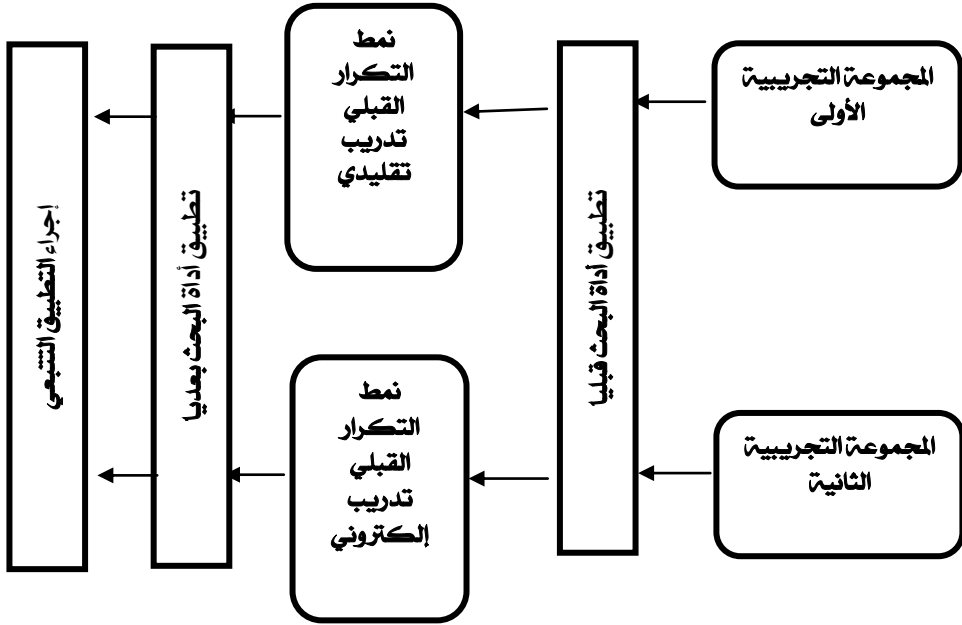 المجموعة التجريبية
الأولى
تطبيق أداة البحث قبليا
نمط
التكرار
القبلي
تدريب
تقليدي
تطبيق أداة البحث بعديا
إجراء التطبيق التتبعي
المجموعة التجريبية
الثانية
نمط
التكرار
القبلي
تدريب
إلكتروني